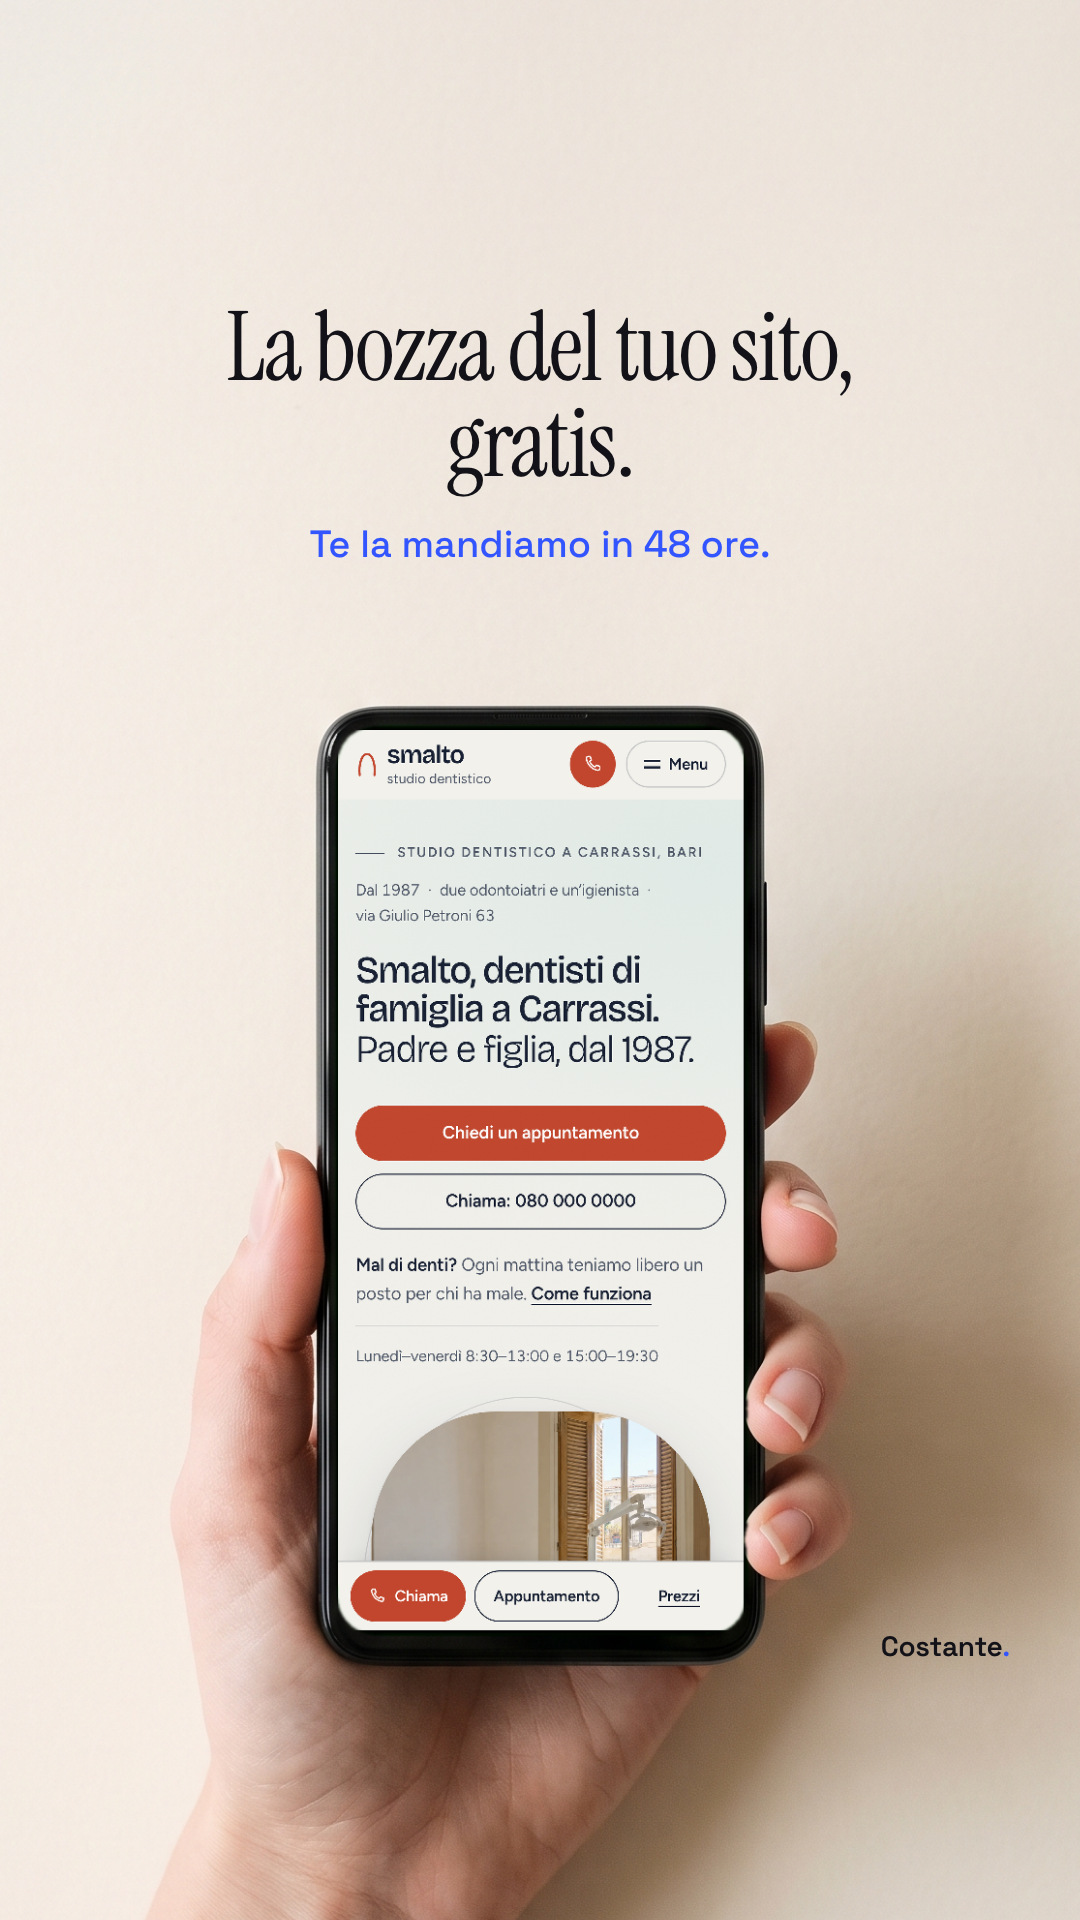 La bozza del tuo sito,
gratis.
Te la mandiamo in 48 ore.
smalto
studio dentistico
Menu
STUDIO DENTISTICO A CARRASSI, BARI
Dal 1987 · due odontoiatri e un’igienista ·
via Giulio Petroni 63
Smalto, dentisti di
famiglia a Carrassi.
Padre e figlia, dal 1987.
Chiedi un appuntamento
Chiama: 080 000 0000
Mal di denti? Ogni mattina teniamo libero un
posto per chi ha male. Come funziona
Lunedì–venerdì 8:30–13:00 e 15:00–19:30
Chiama
Appuntamento
Prezzi
Costante.